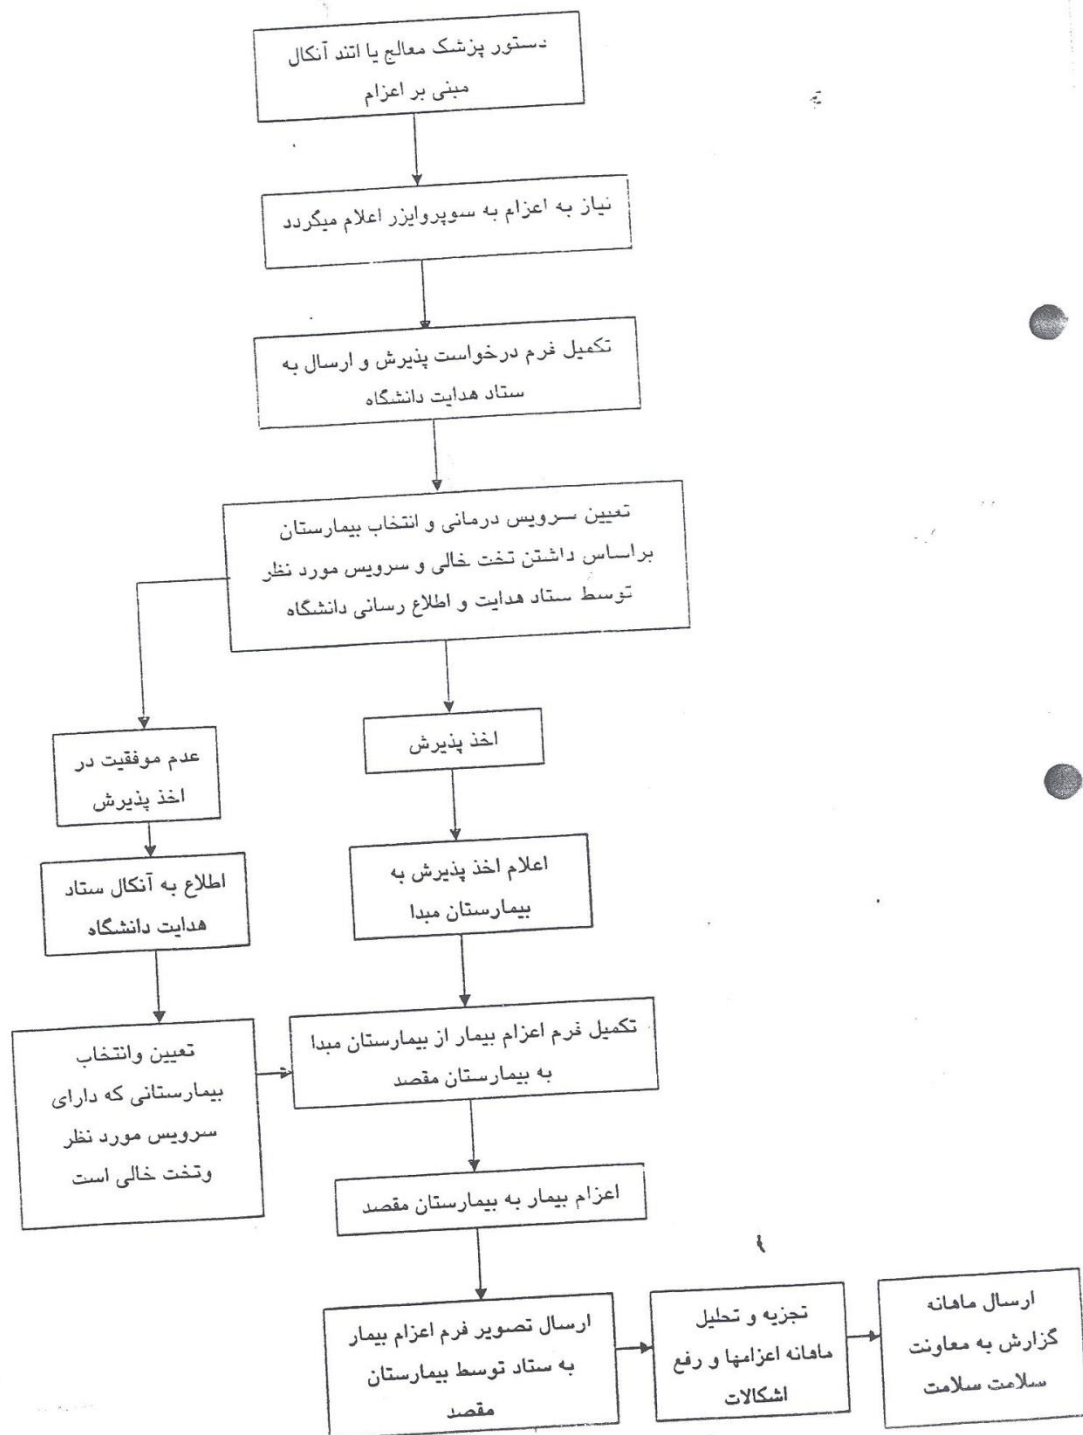 دستور پزشک معالج یا اتند آنکال
مبنی بر اعزام
نیاز به اعزام به سوپروایزر اعلام میگردد
تکمیل فرم درخواست پذیرش و ارسال به
ستاد هدایت دانشگاه
تعیین سرویس درمانی و انتخاب بیمارستان
براساس داشتن تخت خالی و سرویس مورد نظر
توسط ستاد هدایت و اطلاع رسانی دانشگاه
اخذ پذیرش
عدم موفقیت در
اخذ پذیرش
اعلام اخذ پذیرش به
بیمارستان مبدا
اطلاع به آنکال ستاد
هدایت دانشگاه
تعیین وانتخاب
بیمارستانی که دارای
سرویس مورد نظر
وتخت خالی است
تکمیل فرم اعزام بیمار از بیمارستان مبدا
به بیمارستان مقصد
اعزام بیمار به بیمارستان مقصد
ارسال تصویر فرم اعزام بیمار
به ستاد توسط بیمارستان
مقصد
تجزیه و تحلیل
ماهانه اعزامها و رفع
اشکالات
ارسال ماهانه
گزارش به معاونت
سلامت سلامت